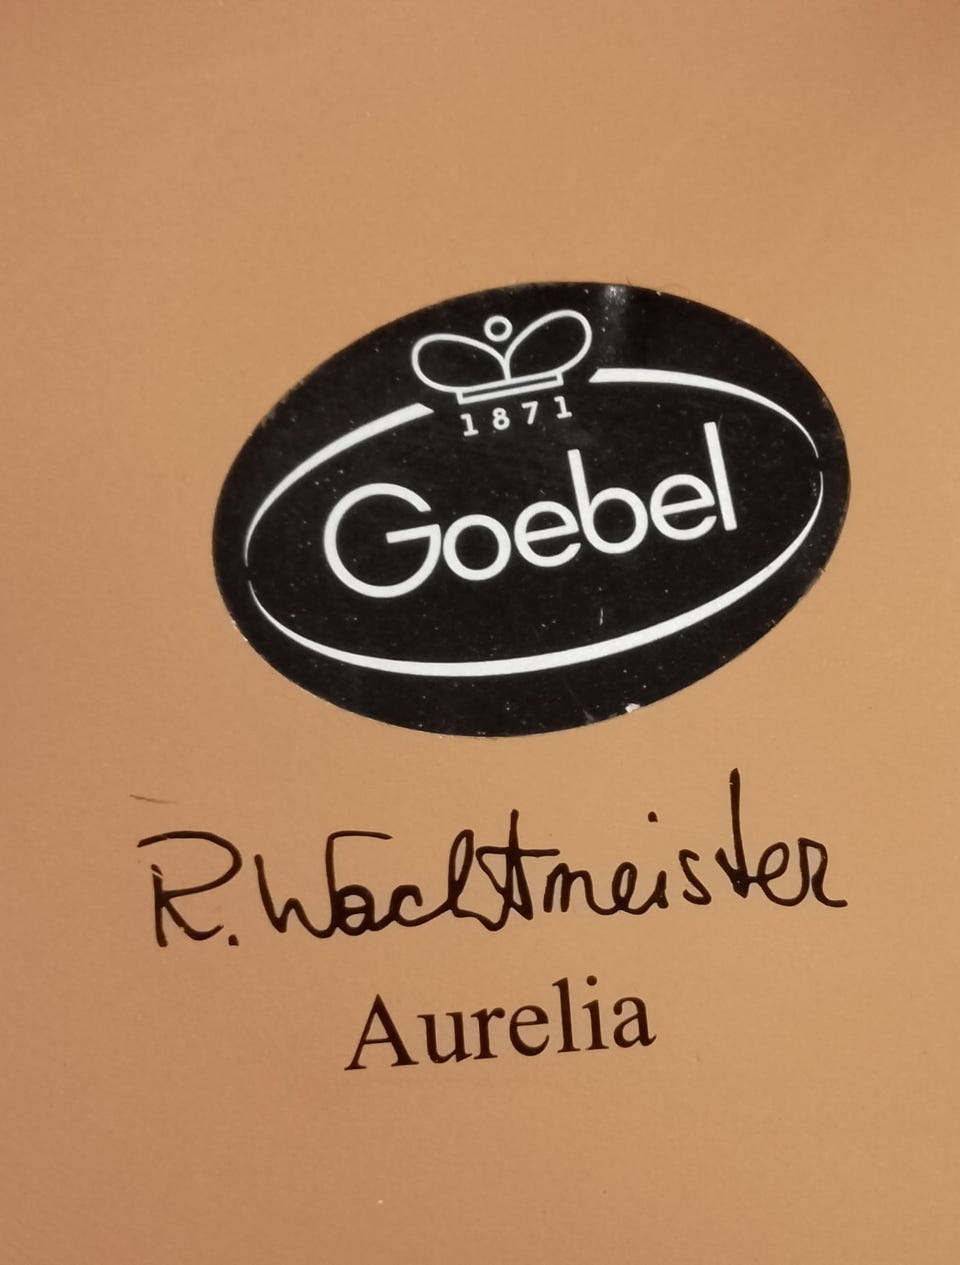 1871
Goebel
R. Wachtmeister
Aurelia